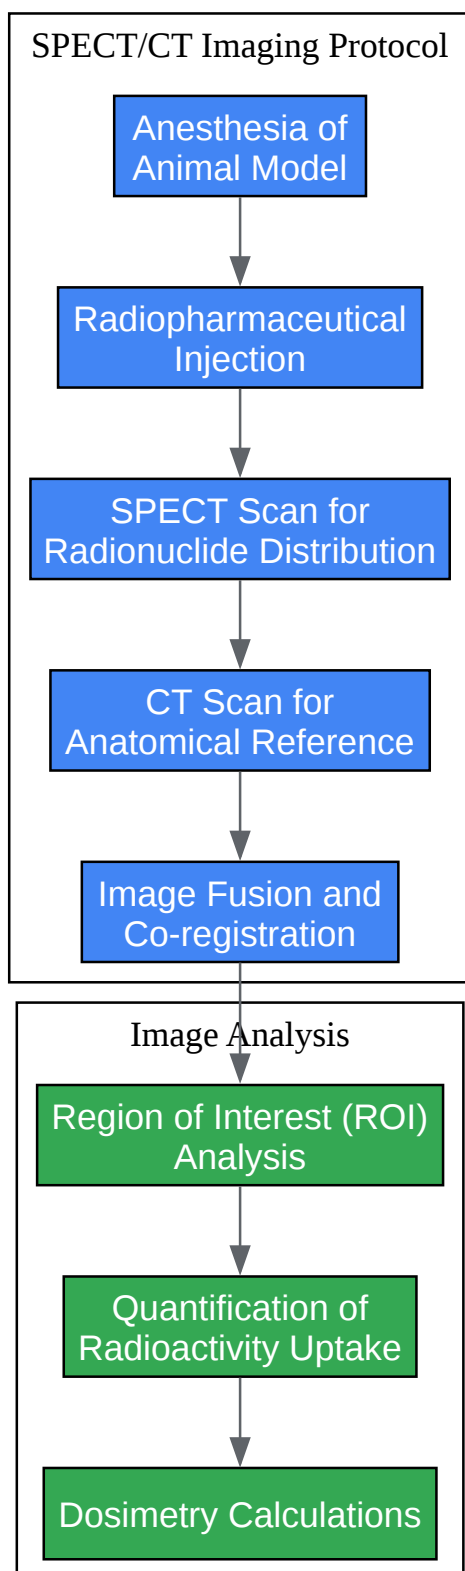 SPECT/CT Imaging Protocol
Anesthesia of
Animal Model
Radiopharmaceutical
Injection
SPECT Scan for
Radionuclide Distribution
CT Scan for
Anatomical Reference
Image Fusion and
Co-registration
Image Analysis
Region of Interest (ROI)
Analysis
Quantification of
Radioactivity Uptake
Dosimetry Calculations